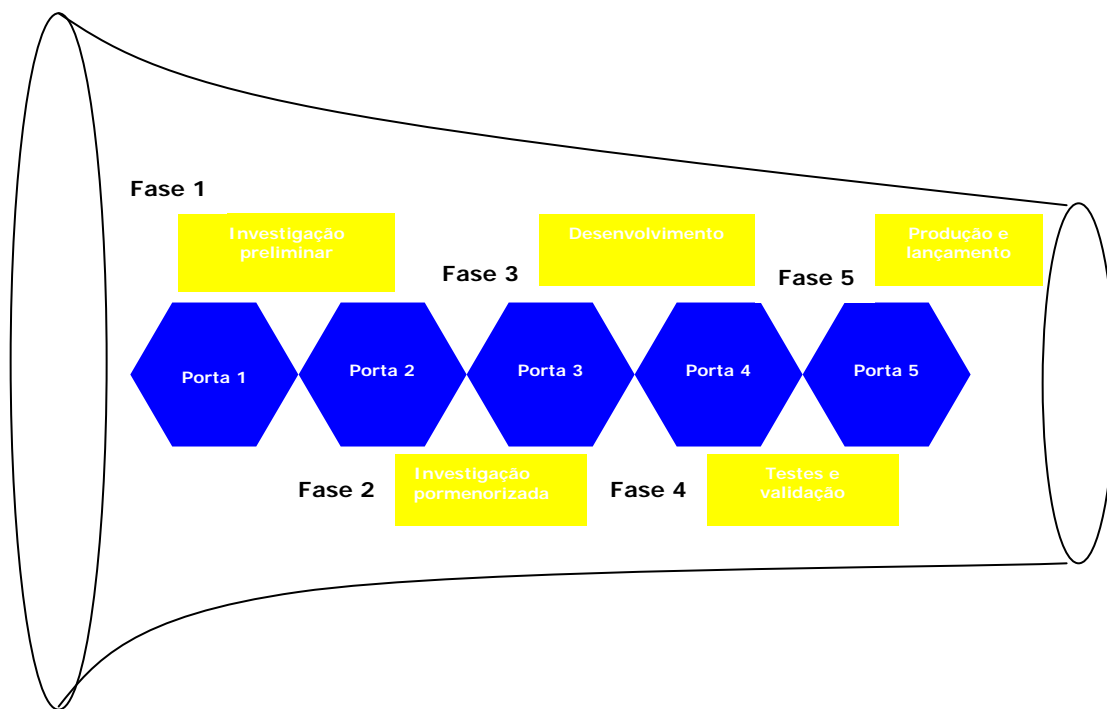 Fase 1
Investigação
preliminar
Desenvolvimento
Produção e
lançamento
Fase 3
Fase 5
Porta 1
Porta 2
Porta 3
Porta 4
Porta 5
Fase 2
Investigação
pormenorizada
Fase 4
Testes e
validação